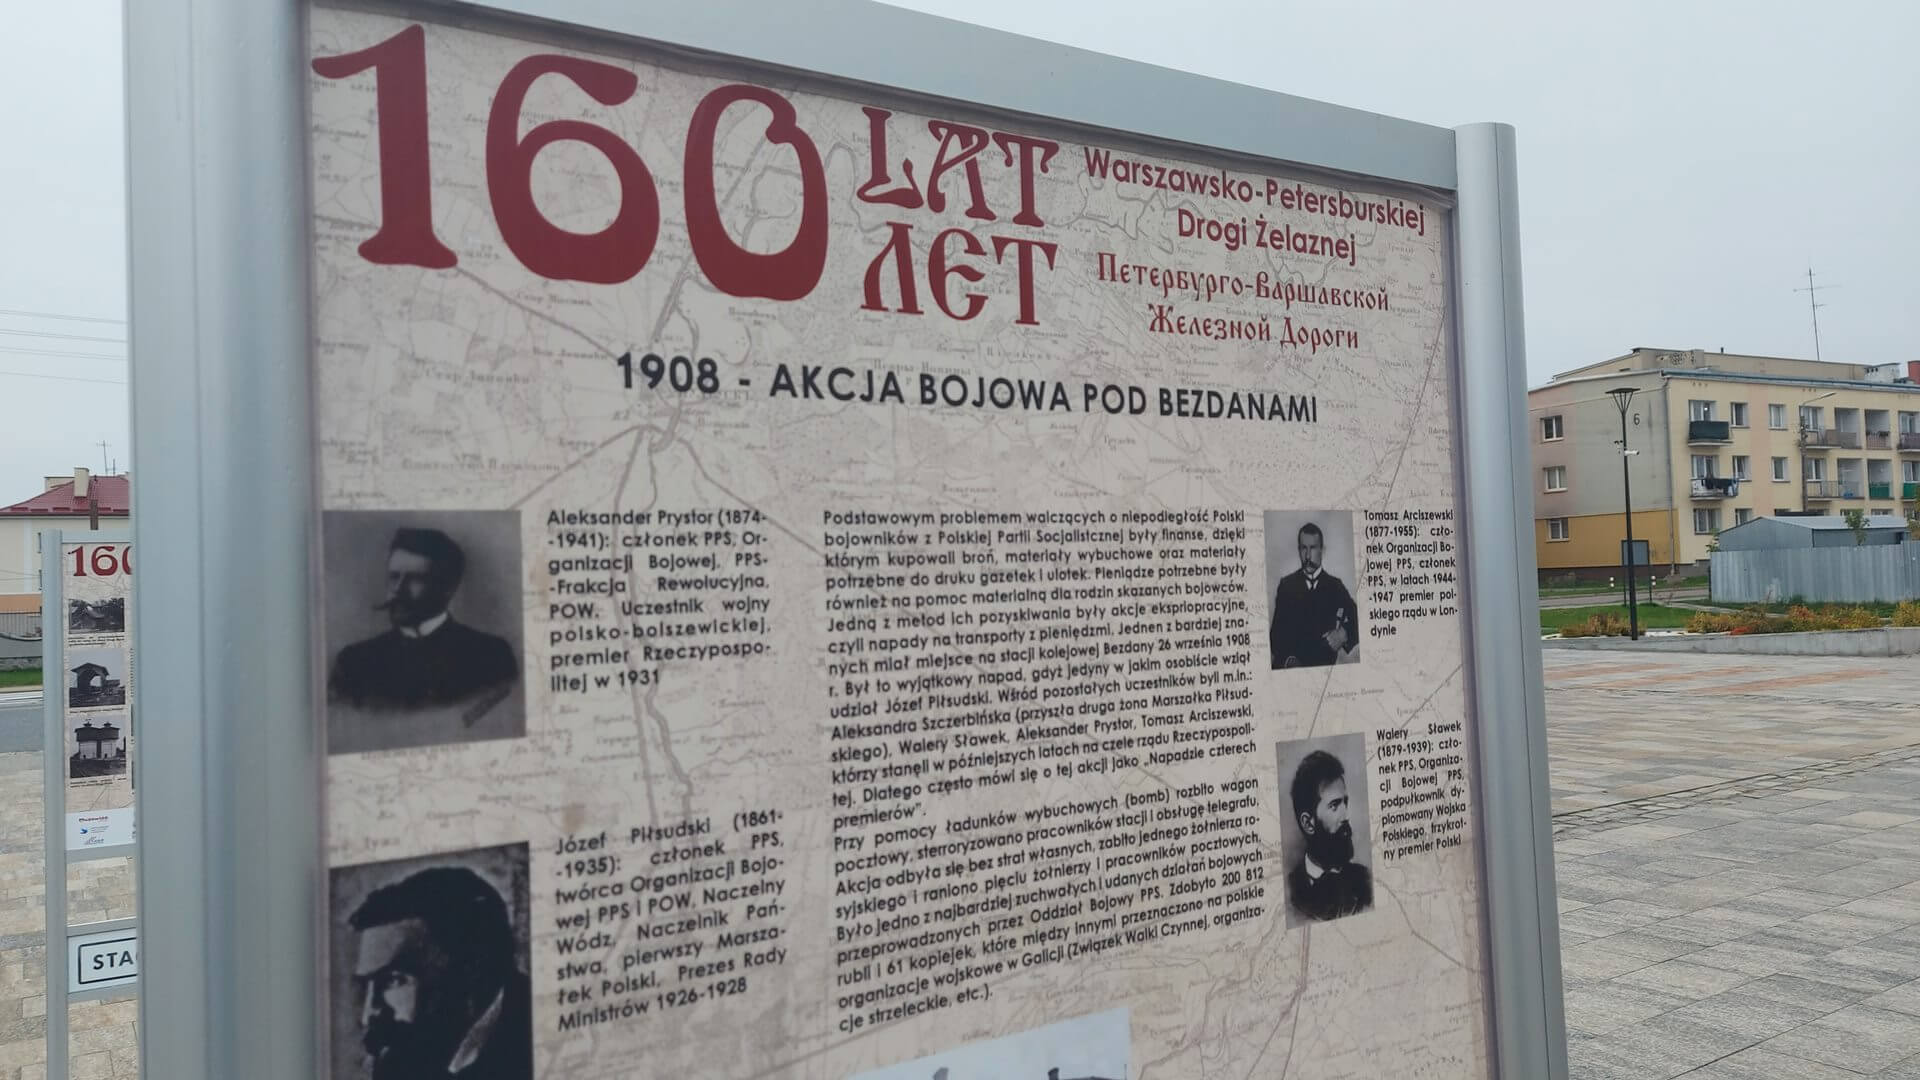 160 LAT
ЛЕТ
Warszawsko-Petersburskiej
Drogi Żelaznej
Петербурго-Варшавской
Железной Дороги
1908 - AKCJA BOJOWA POD BEZDANAMI
Aleksander Prystor (1874-
-1941): członek PPS, Or-
ganizacji Bojowej, PPS-
-Frakcja Rewolucyjna,
POW. Uczestnik wojny
polsko-bolszewickiej,
premier Rzeczypospo-
litej w 1931
Józef Piłsudski (1861-
-1935): członek PPS,
twórca Organizacji Bojo-
wej PPS i POW, Naczelny
Wódz, Naczelnik Pań-
stwa, pierwszy Marsza-
łek Polski, Prezes Rady
Ministrów 1926-1928
Podstawowym problemem walczących o niepodległość Polski
bojowników z Polskiej Partii Socjalistcznej były finanse, dzięki
którym kupowali broń, materiały wybuchowe oraz materiały
potrzebne do druku gazetek i ulotek. Pieniądze potrzebne były
również na pomoc materialną dla rodzin skazanych bojowców.
Jedną z metod ich pozyskiwania były akcje ekspriopracyjne,
czyli napady na transporty z pieniędzmi. Jednen z bardziej zna-
nych miał miejsce na stacji kolejowej Bezdany 26 września 1908
r. Był to wyjątkowy napad, gdyż jedyny w jakim osobiście wziął
udział Józef Piłsudski. Wśród pozostałych uczestników byli m.in.:
Aleksandra Szczerbińska (przyszła druga żona Marszałka Piłsud-
skiego), Walery Sławek, Aleksander Prystor, Tomasz Arciszewski,
którzy stanęli w późniejszych latach na czele rządu Rzeczypospoli-
tej. Dlatego często mówi się o tej akcji jako „Napadzie czterech
premierów”.
Przy pomocy ładunków wybuchowych (bomb) rozbito wagon
pocztowy, sterroryzowano pracowników stacji i obsługę telegrafu.
Akcja odbyła się bez strat własnych, zabito jednego żołnierza ro-
syjskiego i raniono pięciu żołnierzy i pracowników pocztowych.
Było jedno z najbardziej zuchwałych i udanych działań bojowych
przeprowadzonych przez Oddział Bojowy PPS. Zdobyto 200 812
rubli i 61 kopiejek, które między innymi przeznaczono na polskie
organizacje wojskowe w Galicji (Związek Walki Czynnej, organiza-
cje strzeleckie, etc.).
Tomasz Arciszewski
(1877-1955): czło-
nek Organizacji Bo-
jowej PPS, członek
PPS, w latach 1944-
-1947 premier pol-
skiego rządu w Lon-
dynie
Walery Sławek
(1879-1939): czło-
nek PPS, Organiza-
cji Bojowej PPS,
podpułkownik dy-
plomowany Wojska
Polskiego, trzykrot-
ny premier Polski
160
STA
6